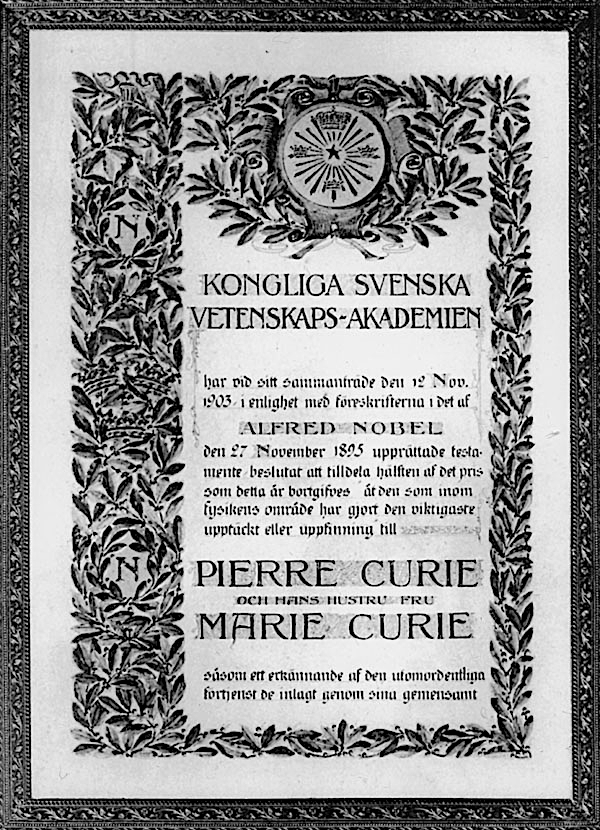 N
KONGLIGA SVENSKA
VETENSKAPS-AKADEMIEN
har vid sitt sammanträde den 12 Nov.
1903 i enlighet med föreskrifterna i det af
ALFRED NOBEL
den 27 November 1895 upprättade testa-
mente beslutat att tilldela hälften af det pris
som detta år bortgifves åt den som inom
fysikens område har gjort den viktigaste
upptäckt eller uppfinning till
N
PIERRE CURIE
OCH HANS HUSTRU FRU
MARIE CURIE
såsom ett erkännande af den utomordentliga
förtjenst de inlagt genom sina gemensamt